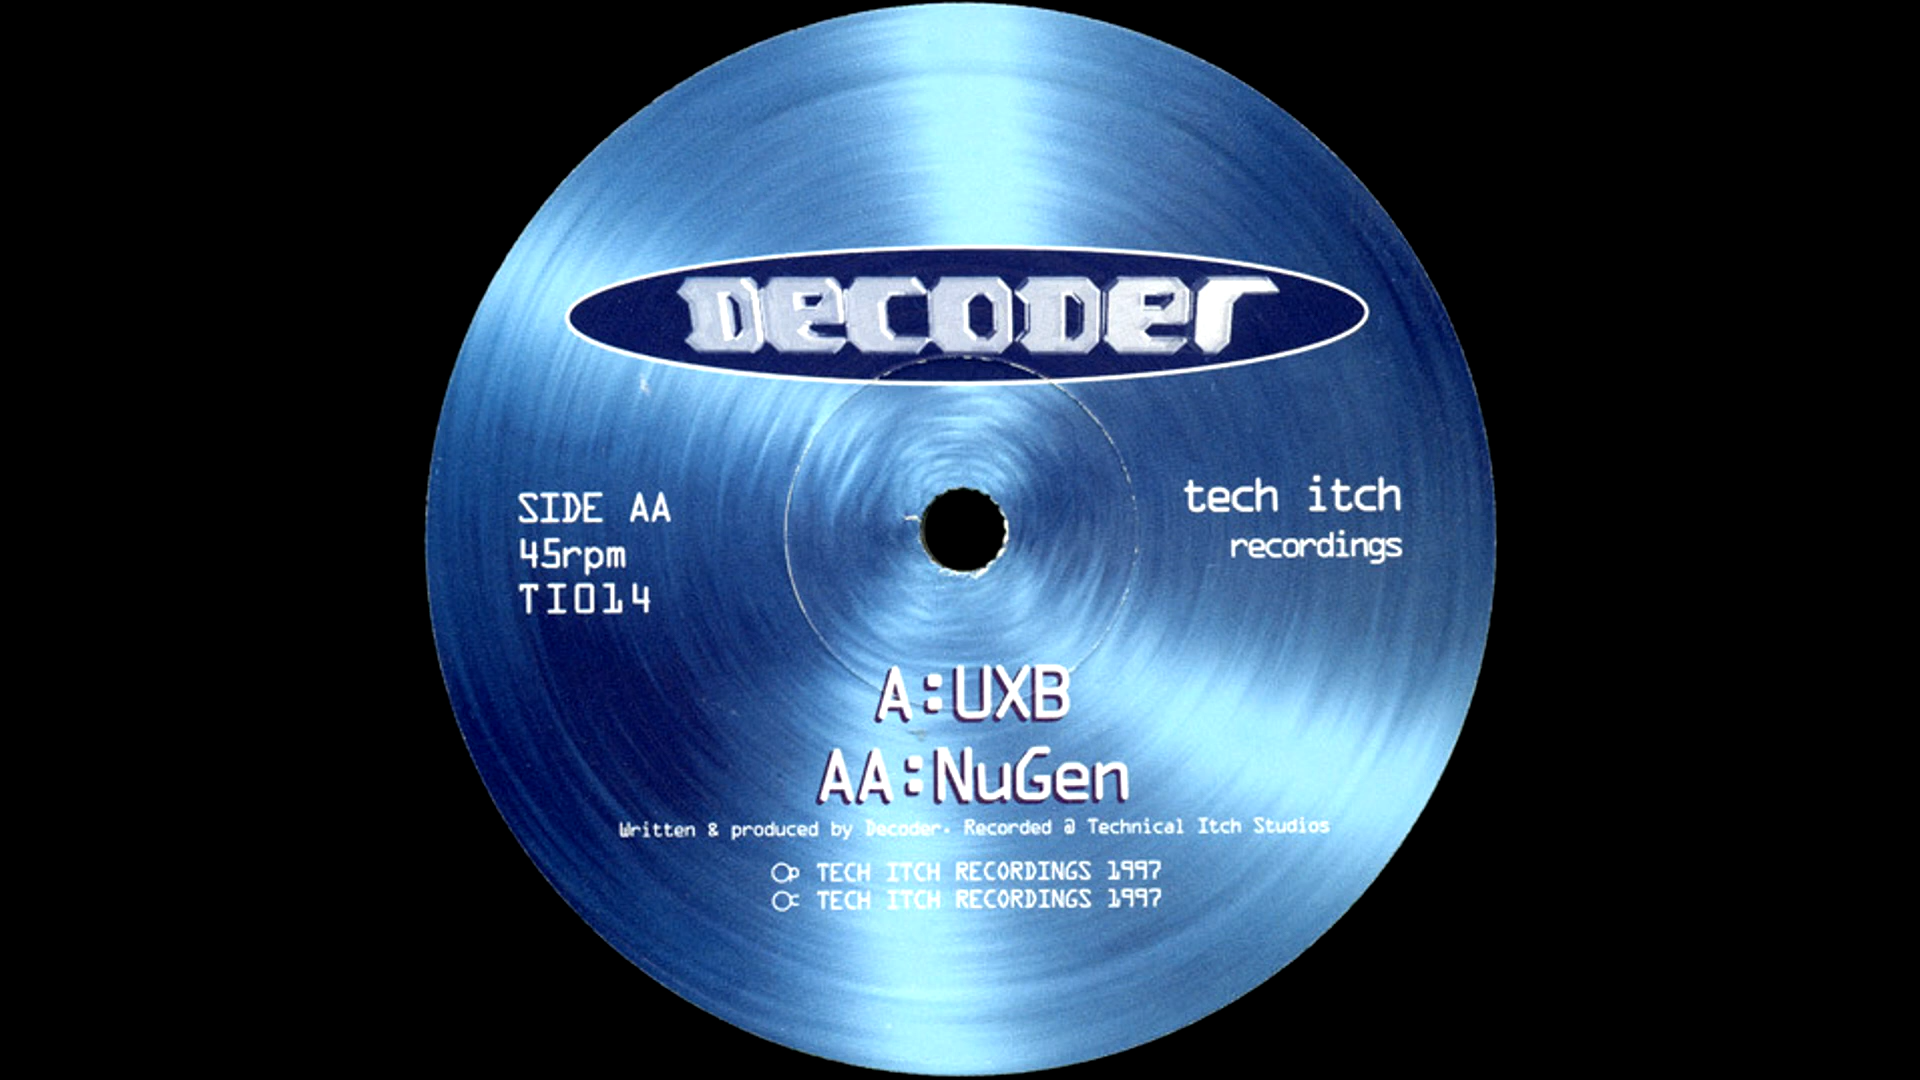 Decoder
SIDE AA
45rpm
TI014
tech itch
recordings
A:UXB
AA:NuGen
Written & produced by Decoder. Recorded @ Technical Itch Studios
Ⓟ TECH ITCH RECORDINGS 1997
© TECH ITCH RECORDINGS 1997